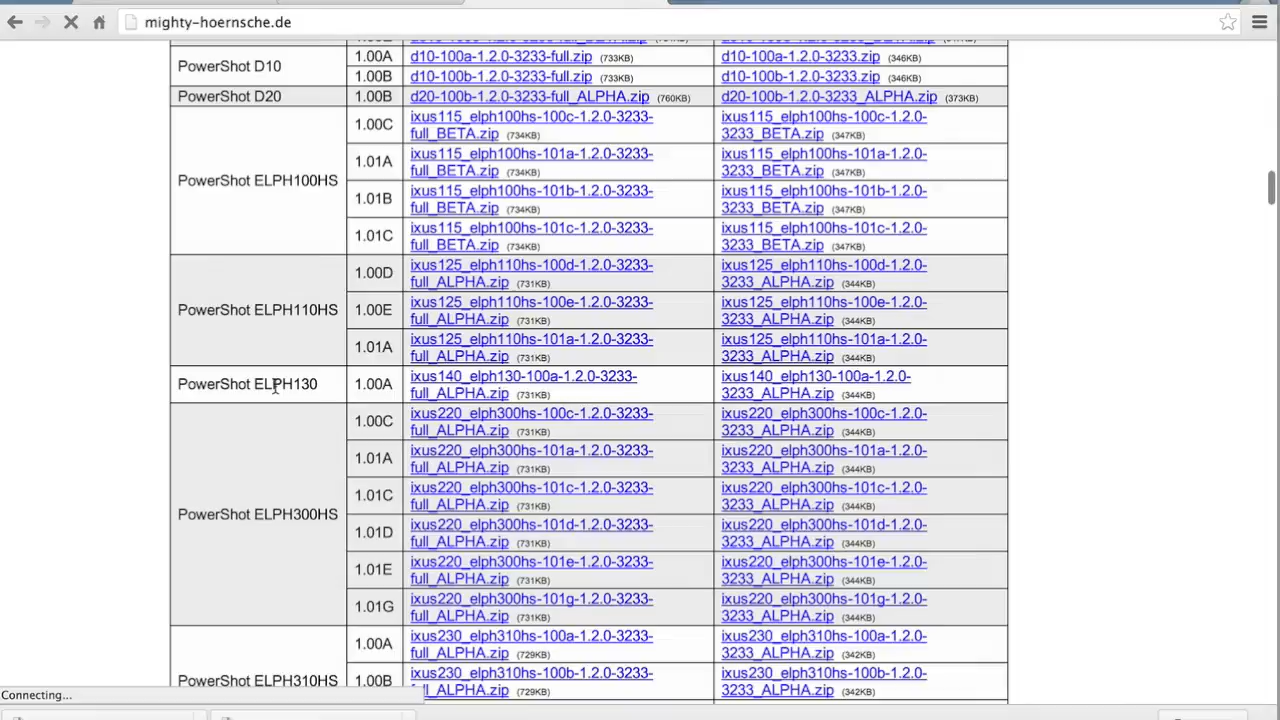 mighty-hoernsche.de
PowerShot D10
1.00A
d10-100a-1.2.0-3233-full.zip (733KB)
d10-100a-1.2.0-3233.zip (346KB)
1.00B
d10-100b-1.2.0-3233-full.zip (733KB)
d10-100b-1.2.0-3233.zip (346KB)
PowerShot D20
1.00B
d20-100b-1.2.0-3233-full_ALPHA.zip (760KB)
d20-100b-1.2.0-3233_ALPHA.zip (373KB)
PowerShot ELPH100HS
1.00C
ixus115_elph100hs-100c-1.2.0-3233-
full_BETA.zip (734KB)
ixus115_elph100hs-100c-1.2.0-
3233_BETA.zip (347KB)
1.01A
ixus115_elph100hs-101a-1.2.0-3233-
full_BETA.zip (734KB)
ixus115_elph100hs-101a-1.2.0-
3233_BETA.zip (347KB)
1.01B
ixus115_elph100hs-101b-1.2.0-3233-
full_BETA.zip (734KB)
ixus115_elph100hs-101b-1.2.0-
3233_BETA.zip (347KB)
1.01C
ixus115_elph100hs-101c-1.2.0-3233-
full_BETA.zip (734KB)
ixus115_elph100hs-101c-1.2.0-
3233_BETA.zip (347KB)
PowerShot ELPH110HS
1.00D
ixus125_elph110hs-100d-1.2.0-3233-
full_ALPHA.zip (731KB)
ixus125_elph110hs-100d-1.2.0-
3233_ALPHA.zip (344KB)
1.00E
ixus125_elph110hs-100e-1.2.0-3233-
full_ALPHA.zip (731KB)
ixus125_elph110hs-100e-1.2.0-
3233_ALPHA.zip (344KB)
1.01A
ixus125_elph110hs-101a-1.2.0-3233-
full_ALPHA.zip (731KB)
ixus125_elph110hs-101a-1.2.0-
3233_ALPHA.zip (344KB)
PowerShot ELPH130
1.00A
ixus140_elph130-100a-1.2.0-3233-
full_ALPHA.zip (731KB)
ixus140_elph130-100a-1.2.0-
3233_ALPHA.zip (344KB)
PowerShot ELPH300HS
1.00C
ixus220_elph300hs-100c-1.2.0-3233-
full_ALPHA.zip (731KB)
ixus220_elph300hs-100c-1.2.0-
3233_ALPHA.zip (344KB)
1.01A
ixus220_elph300hs-101a-1.2.0-3233-
full_ALPHA.zip (731KB)
ixus220_elph300hs-101a-1.2.0-
3233_ALPHA.zip (344KB)
1.01C
ixus220_elph300hs-101c-1.2.0-3233-
full_ALPHA.zip (731KB)
ixus220_elph300hs-101c-1.2.0-
3233_ALPHA.zip (344KB)
1.01D
ixus220_elph300hs-101d-1.2.0-3233-
full_ALPHA.zip (731KB)
ixus220_elph300hs-101d-1.2.0-
3233_ALPHA.zip (344KB)
1.01E
ixus220_elph300hs-101e-1.2.0-3233-
full_ALPHA.zip (731KB)
ixus220_elph300hs-101e-1.2.0-
3233_ALPHA.zip (344KB)
1.01G
ixus220_elph300hs-101g-1.2.0-3233-
full_ALPHA.zip (731KB)
ixus220_elph300hs-101g-1.2.0-
3233_ALPHA.zip (344KB)
PowerShot ELPH310HS
1.00A
ixus230_elph310hs-100a-1.2.0-3233-
full_ALPHA.zip (729KB)
ixus230_elph310hs-100a-1.2.0-
3233_ALPHA.zip (342KB)
1.00B
ixus230_elph310hs-100b-1.2.0-3233-
ll_ALPHA.zip (729KB)
ixus230_elph310hs-100b-1.2.0-
3233_ALPHA.zip (342KB)
Connecting...